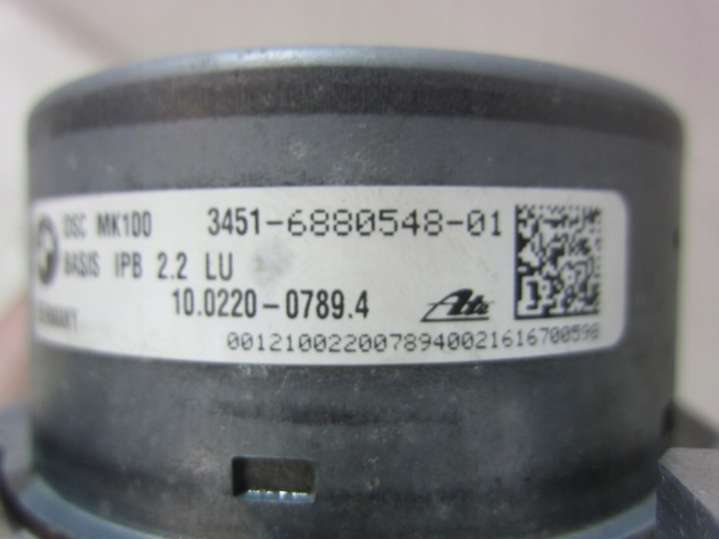 DSC MK100 3451-6880548-01
BASIS IPB 2.2 LU
10.0220-0789.4 Ate
0012100220078940021616700598